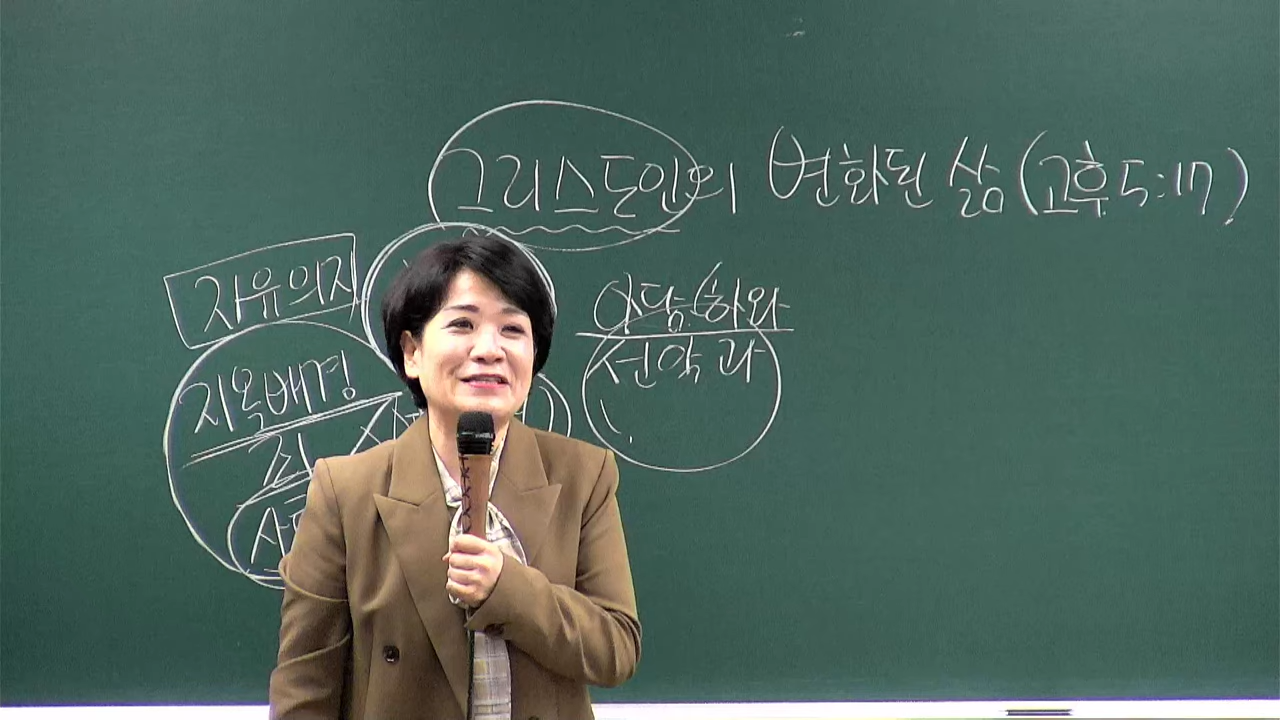 그리스도인의 변화된 삶 (고후 5:17)
자유의지
아담, 하와
선악과
지옥배경
죄